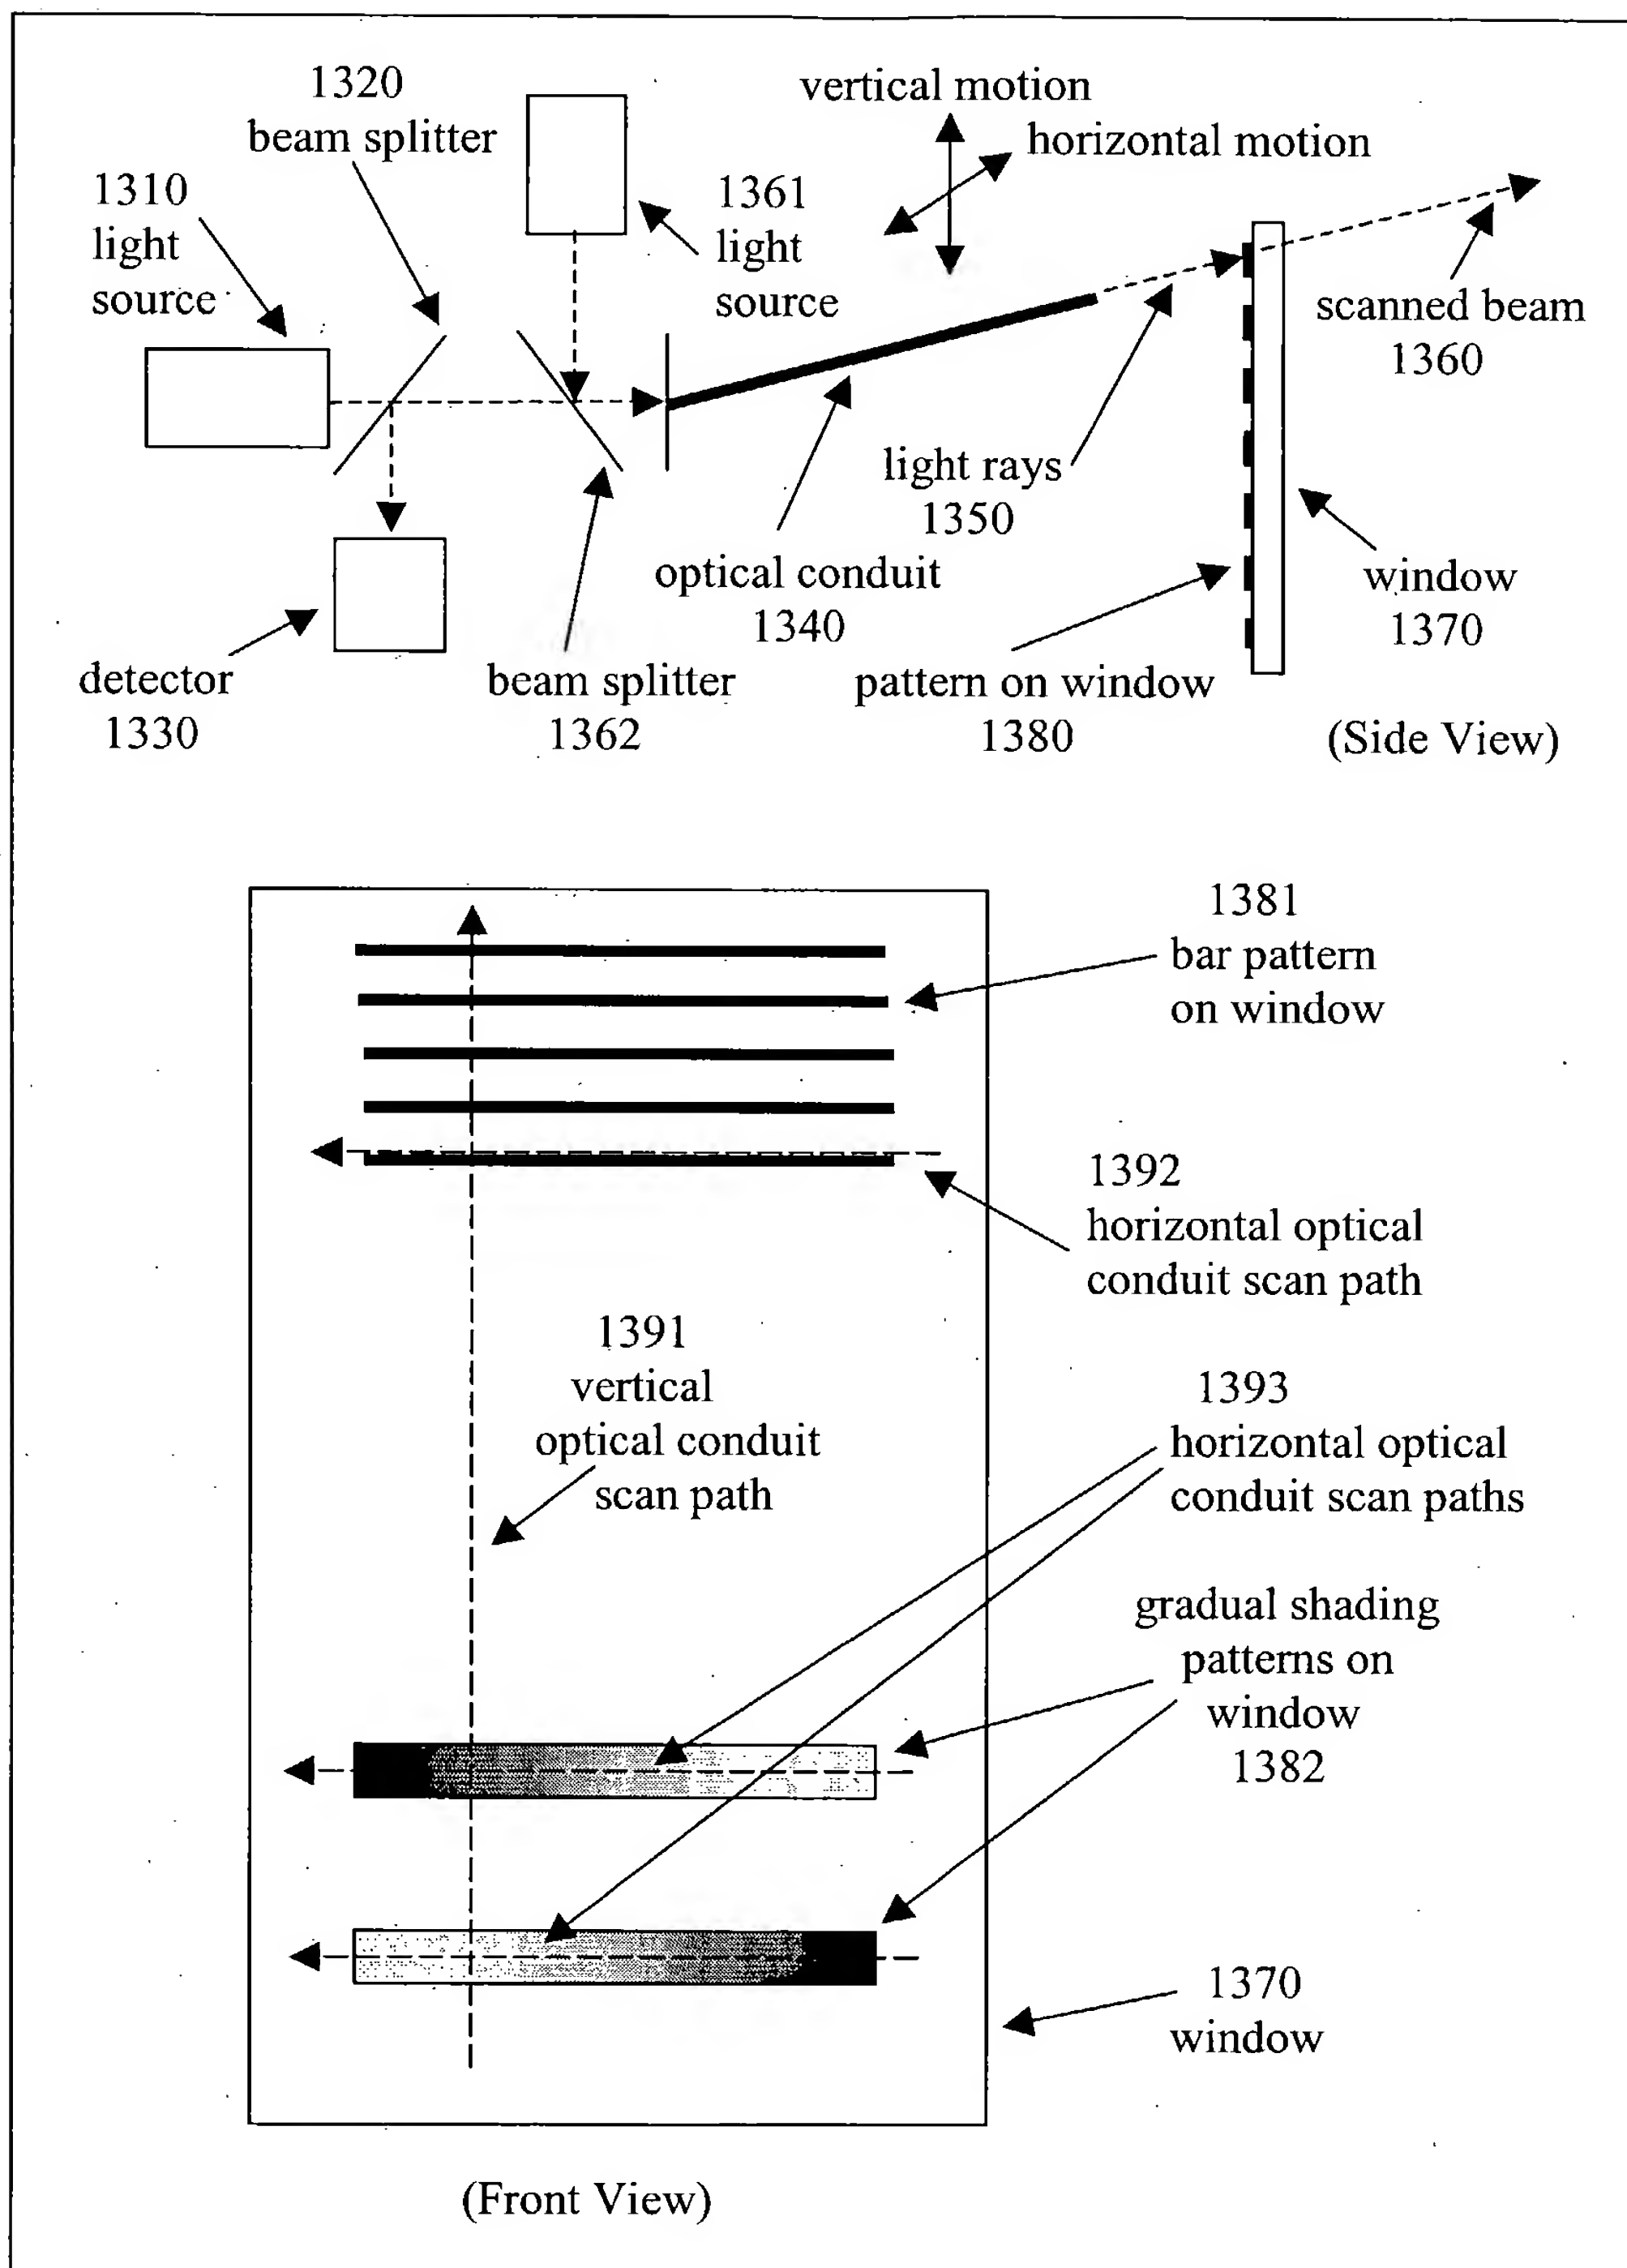 1320
beam splitter
1310
light
source
1361
light
source
vertical motion
horizontal motion
scanned beam
1360
light rays
1350
optical conduit
1340
window
1370
detector
1330
beam splitter
1362
pattern on window
1380
(Side View)
1381
bar pattern
on window
1392
horizontal optical
conduit scan path
1391
vertical
optical conduit
scan path
1393
horizontal optical
conduit scan paths
gradual shading
patterns on
window
1382
1370
window
(Front View)